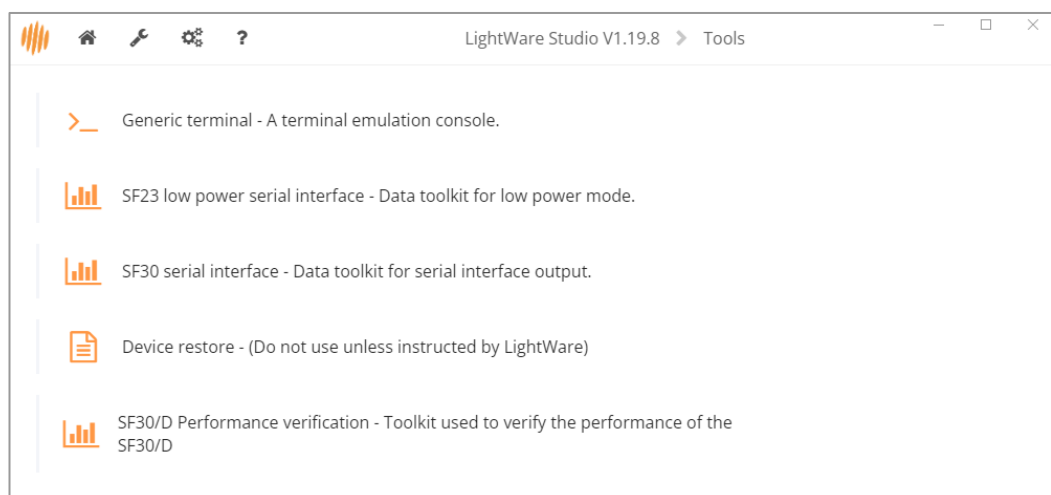 LightWare Studio V1.19.8 > Tools
Generic terminal - A terminal emulation console.
SF23 low power serial interface - Data toolkit for low power mode.
SF30 serial interface - Data toolkit for serial interface output.
Device restore - (Do not use unless instructed by LightWare)
SF30/D Performance verification - Toolkit used to verify the performance of the
SF30/D